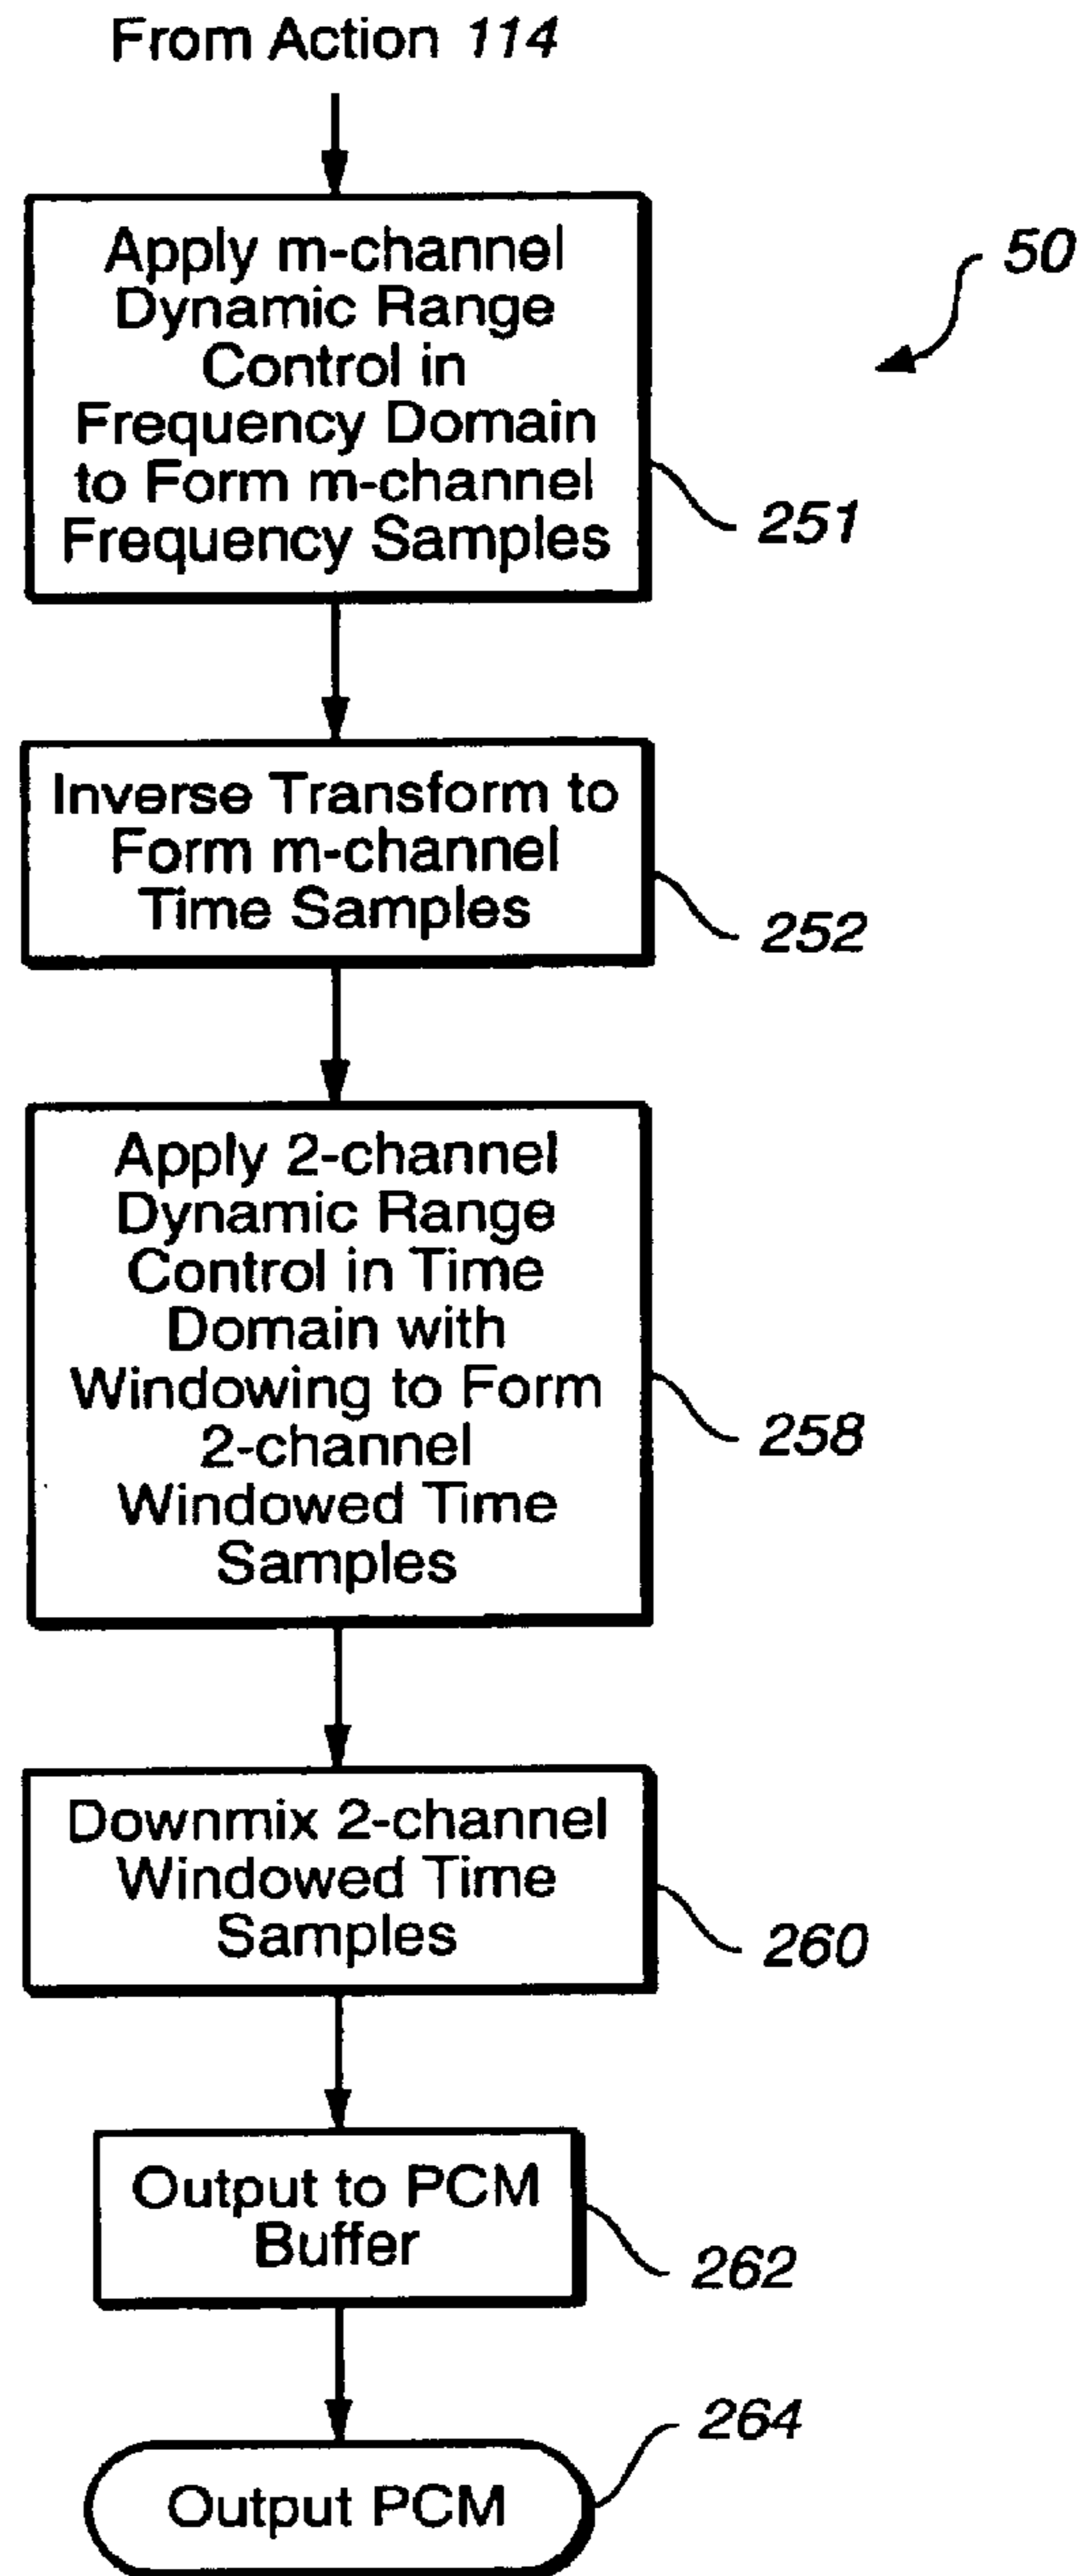 From Action 114
Apply m-channel
Dynamic Range
Control in
Frequency Domain
to Form m-channel
Frequency Samples
50
251
Inverse Transform to
Form m-channel
Time Samples
252
Apply 2-channel
Dynamic Range
Control in Time
Domain with
Windowing to Form
2-channel
Windowed Time
Samples
258
Downmix 2-channel
Windowed Time
Samples
260
Output to PCM
Buffer
262
Output PCM
264